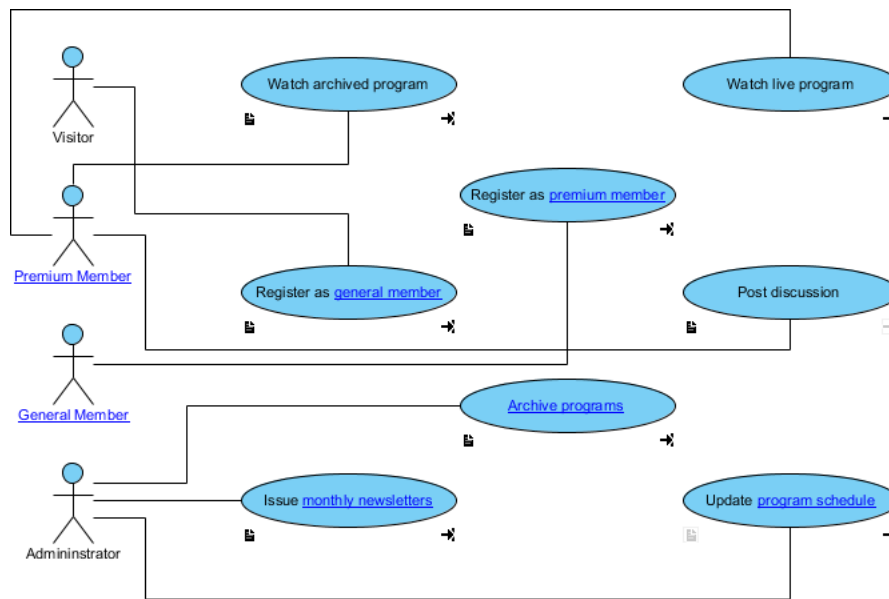 Watch archived program
Watch live program
Visitor
Register as premium member
Premium Member
Register as general member
Post discussion
General Member
Archive programs
Issue monthly newsletters
Update program schedule
Admininstrator